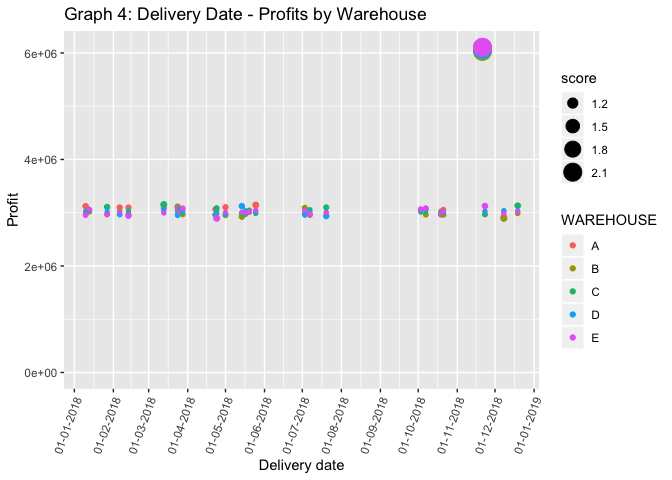 Graph 4: Delivery Date - Profits by Warehouse
6e+06
4e+06
2e+06
0e+00
Profit
01-01-2018
01-02-2018
01-03-2018
01-04-2018
01-05-2018
01-06-2018
01-07-2018
01-08-2018
01-09-2018
01-10-2018
01-11-2018
01-12-2018
01-01-2019
Delivery date
score
1.2
1.5
1.8
2.1
WAREHOUSE
A
B
C
D
E